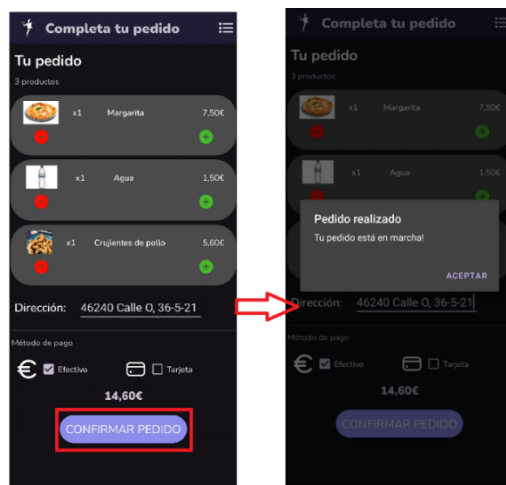 Completa tu pedido
Tu pedido
3 productos
x1 Margarita 7,50€
x1 Agua 1,50€
x1 Crujientes de pollo 5,60€
Dirección: 46240 Calle O, 36-5-21
Método de pago
Efectivo Tarjeta
14,60€
CONFIRMAR PEDIDO
Completa tu pedido
Tu pedido
3 productos
x1 Margarita 7,50€
x1 Agua 1,50€
Pedido realizado
Tu pedido está en marcha!
ACEPTAR
Dirección: 46240 Calle O, 36-5-21
Método de pago
Efectivo Tarjeta
14,60€
CONFIRMAR PEDIDO